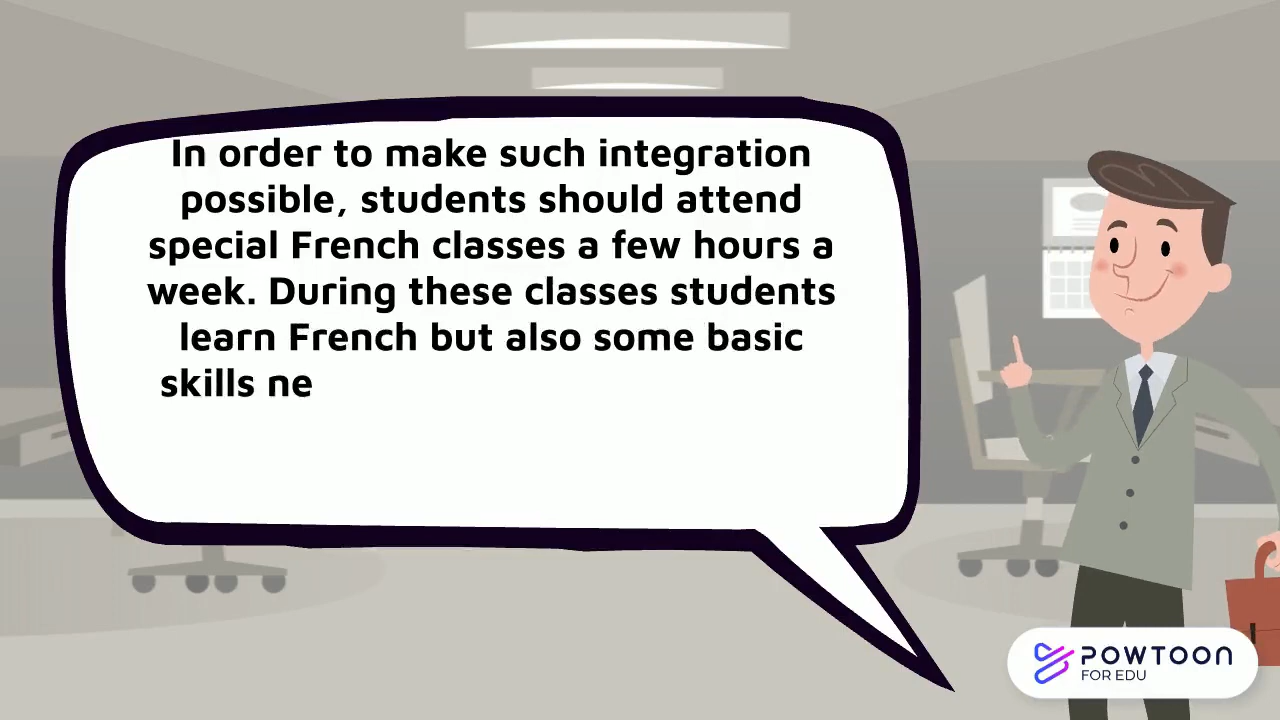 In order to make such integration
possible, students should attend
special French classes a few hours a
week. During these classes students
learn French but also some basic
skills ne
POWTOON
FOR EDU